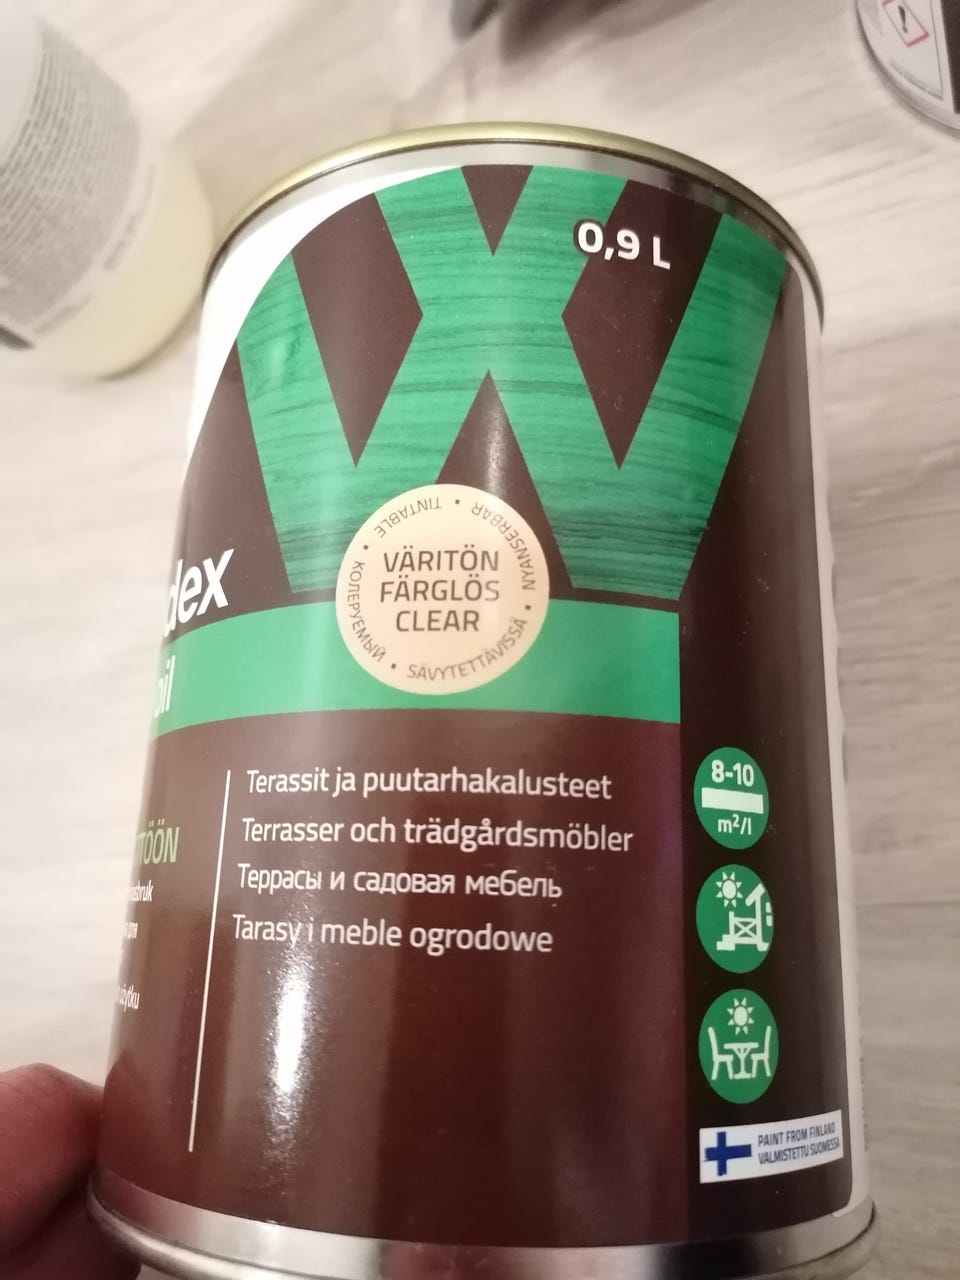 0,9 L
TINTABLE • NYANSERBAR • SÄVYTETTÄVISSÄ • КОЛЕРУЕМЫЙ •
VÄRITÖN
FÄRGLÖS
CLEAR
dex
oil
Terassit ja puutarhakalusteet
Terrasser och trädgårdsmöbler
Террасы и садовая мебель
Tarasy i meble ogrodowe
8-10
m²/l
PAINT FROM FINLAND
VALMISTETTU SUOMESSA